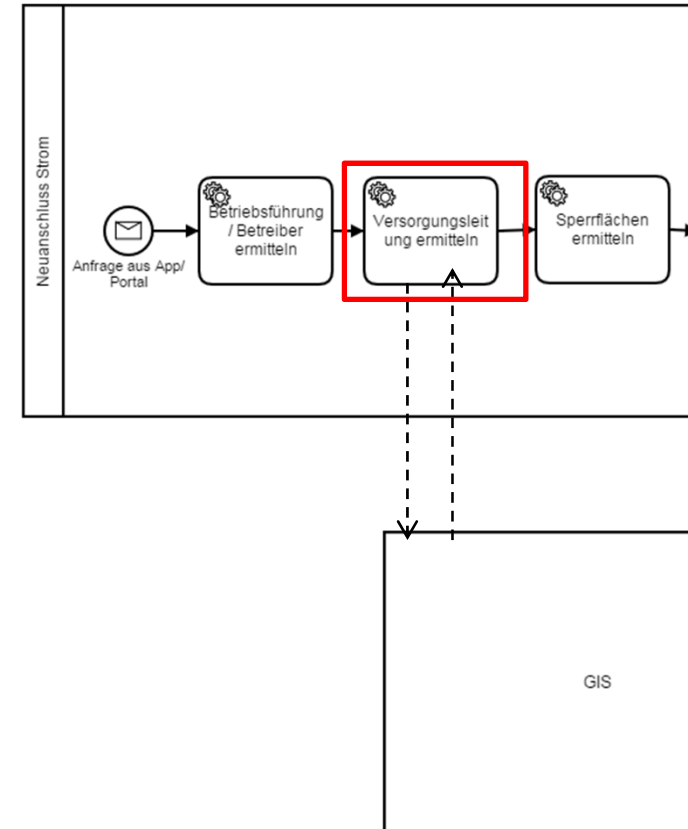 Neuanschluss Strom
Anfrage aus App/
Portal
Betriebsführung
/ Betreiber
ermitteln
Versorgungsleit
ung ermitteln
Sperrflächen
ermitteln
GIS